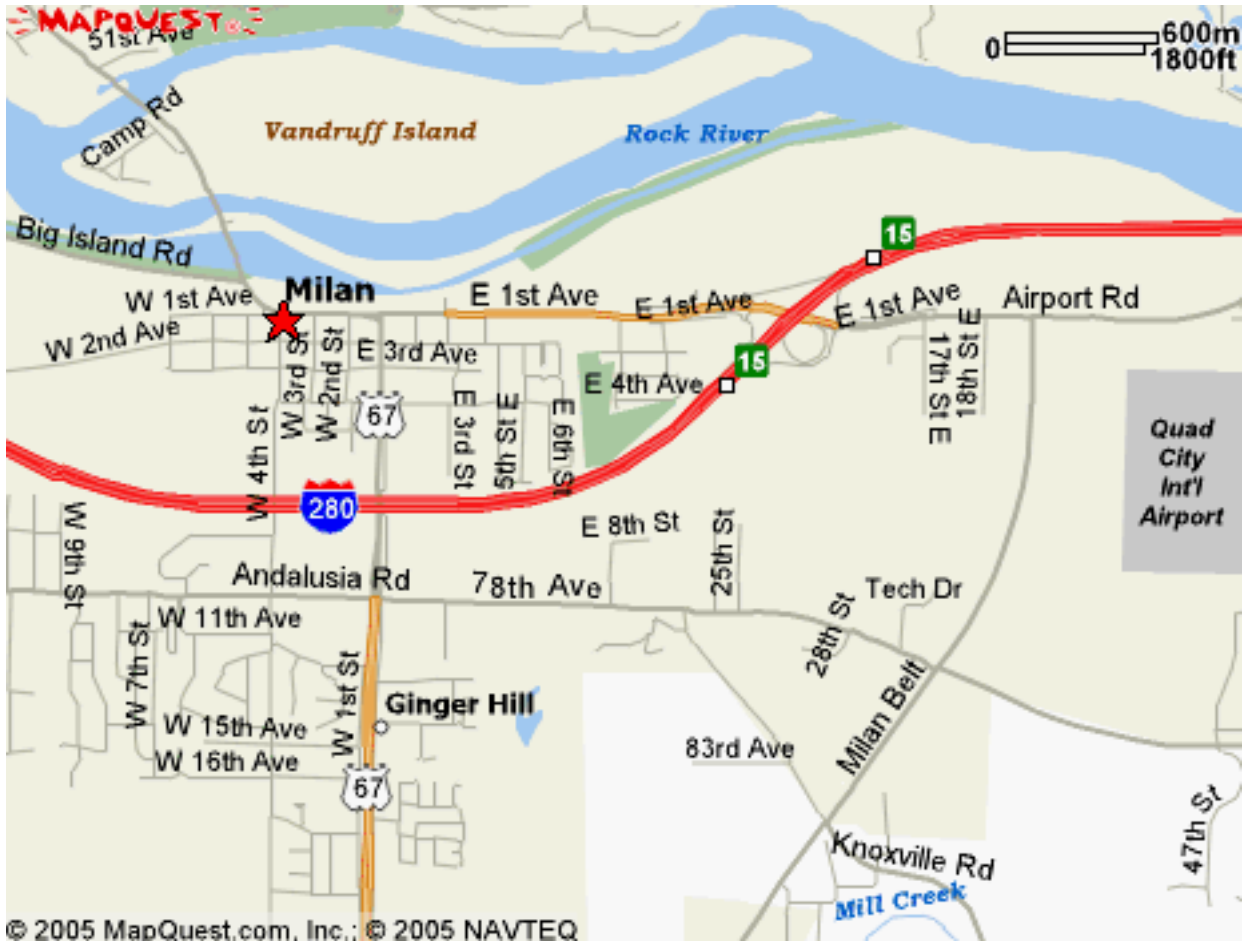 MAPQUEST®
51st Ave
600m
0
1800ft
Camp Rd
Vandruff Island
Rock River
Big Island Rd
15
W 1st Ave
Milan
E 1st Ave
E 1st Ave
E 1st Ave
Airport Rd
W 2nd Ave
W 3rd St
W 2nd St
E 3rd Ave
15
E 4th Ave
17th St E
18th St E
67
W 4th St
E 3rd St
5th St E
E 6th St
Quad
City
Int'l
Airport
280
W 9th St
E 8th St
25th St
Andalusia Rd
78th Ave
Tech Dr
W 11th Ave
28th St
W 7th St
W 1st St
Ginger Hill
Milan Belt
W 15th Ave
83rd Ave
W 16th Ave
67
47th St
Knoxville Rd
Mill Creek
© 2005 MapQuest.com, Inc.; © 2005 NAVTEQ